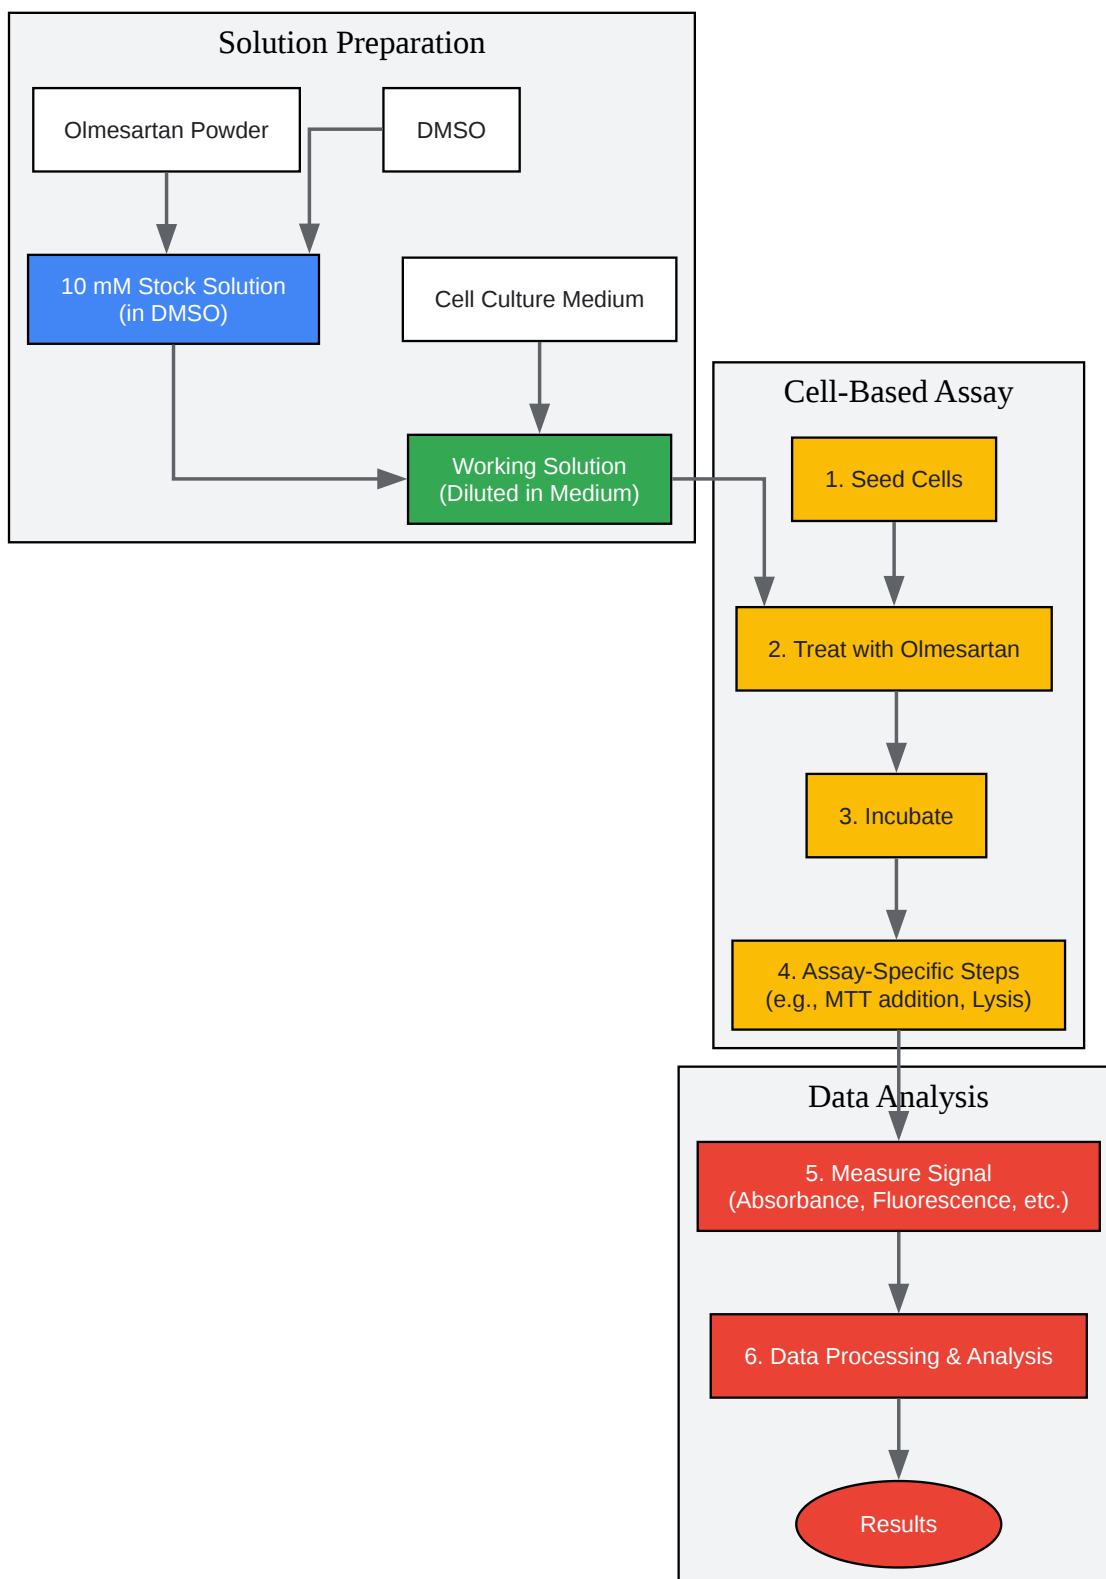 Solution Preparation
Olmesartan Powder
DMSO
10 mM Stock Solution
(in DMSO)
Cell Culture Medium
Working Solution
(Diluted in Medium)
Cell-Based Assay
1. Seed Cells
2. Treat with Olmesartan
3. Incubate
4. Assay-Specific Steps
(e.g., MTT addition, Lysis)
Data Analysis
5. Measure Signal
(Absorbance, Fluorescence, etc.)
6. Data Processing & Analysis
Results